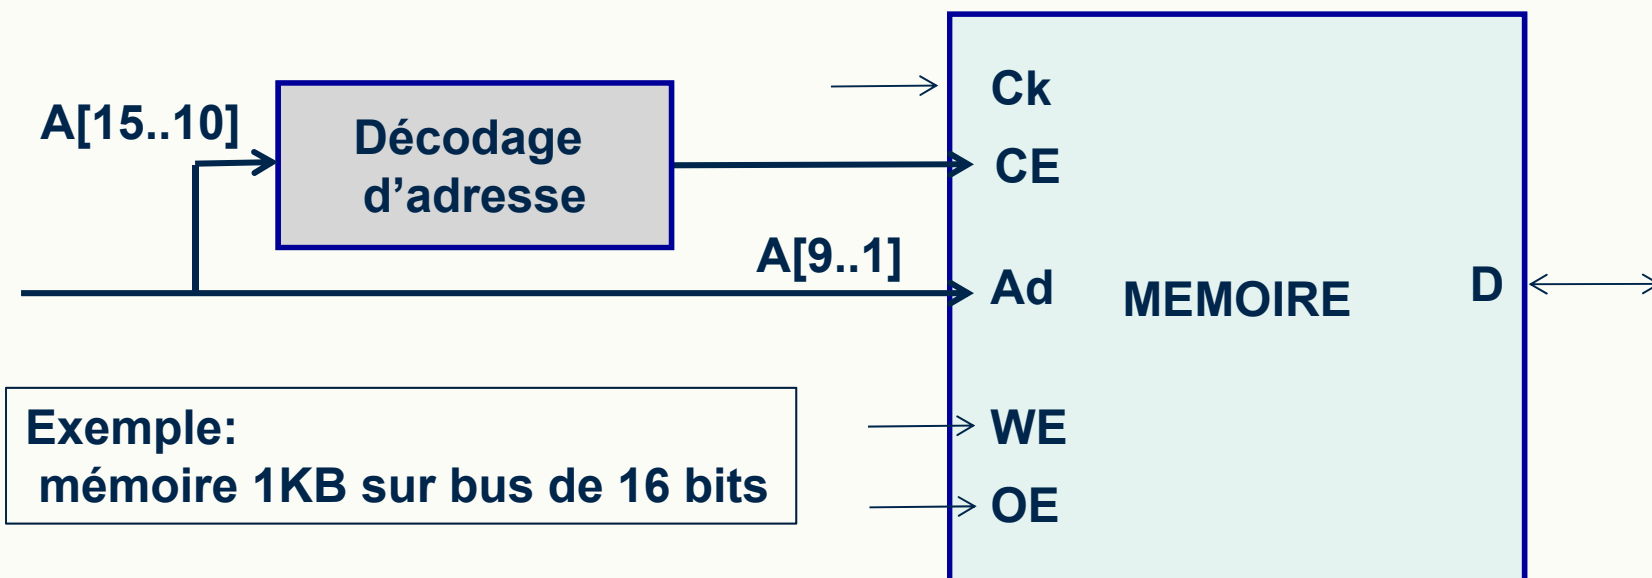 A[15..10]
Décodage
d’adresse
Ck
CE
A[9..1]
Ad
MEMOIRE
D
Exemple:
mémoire 1KB sur bus de 16 bits
WE
OE